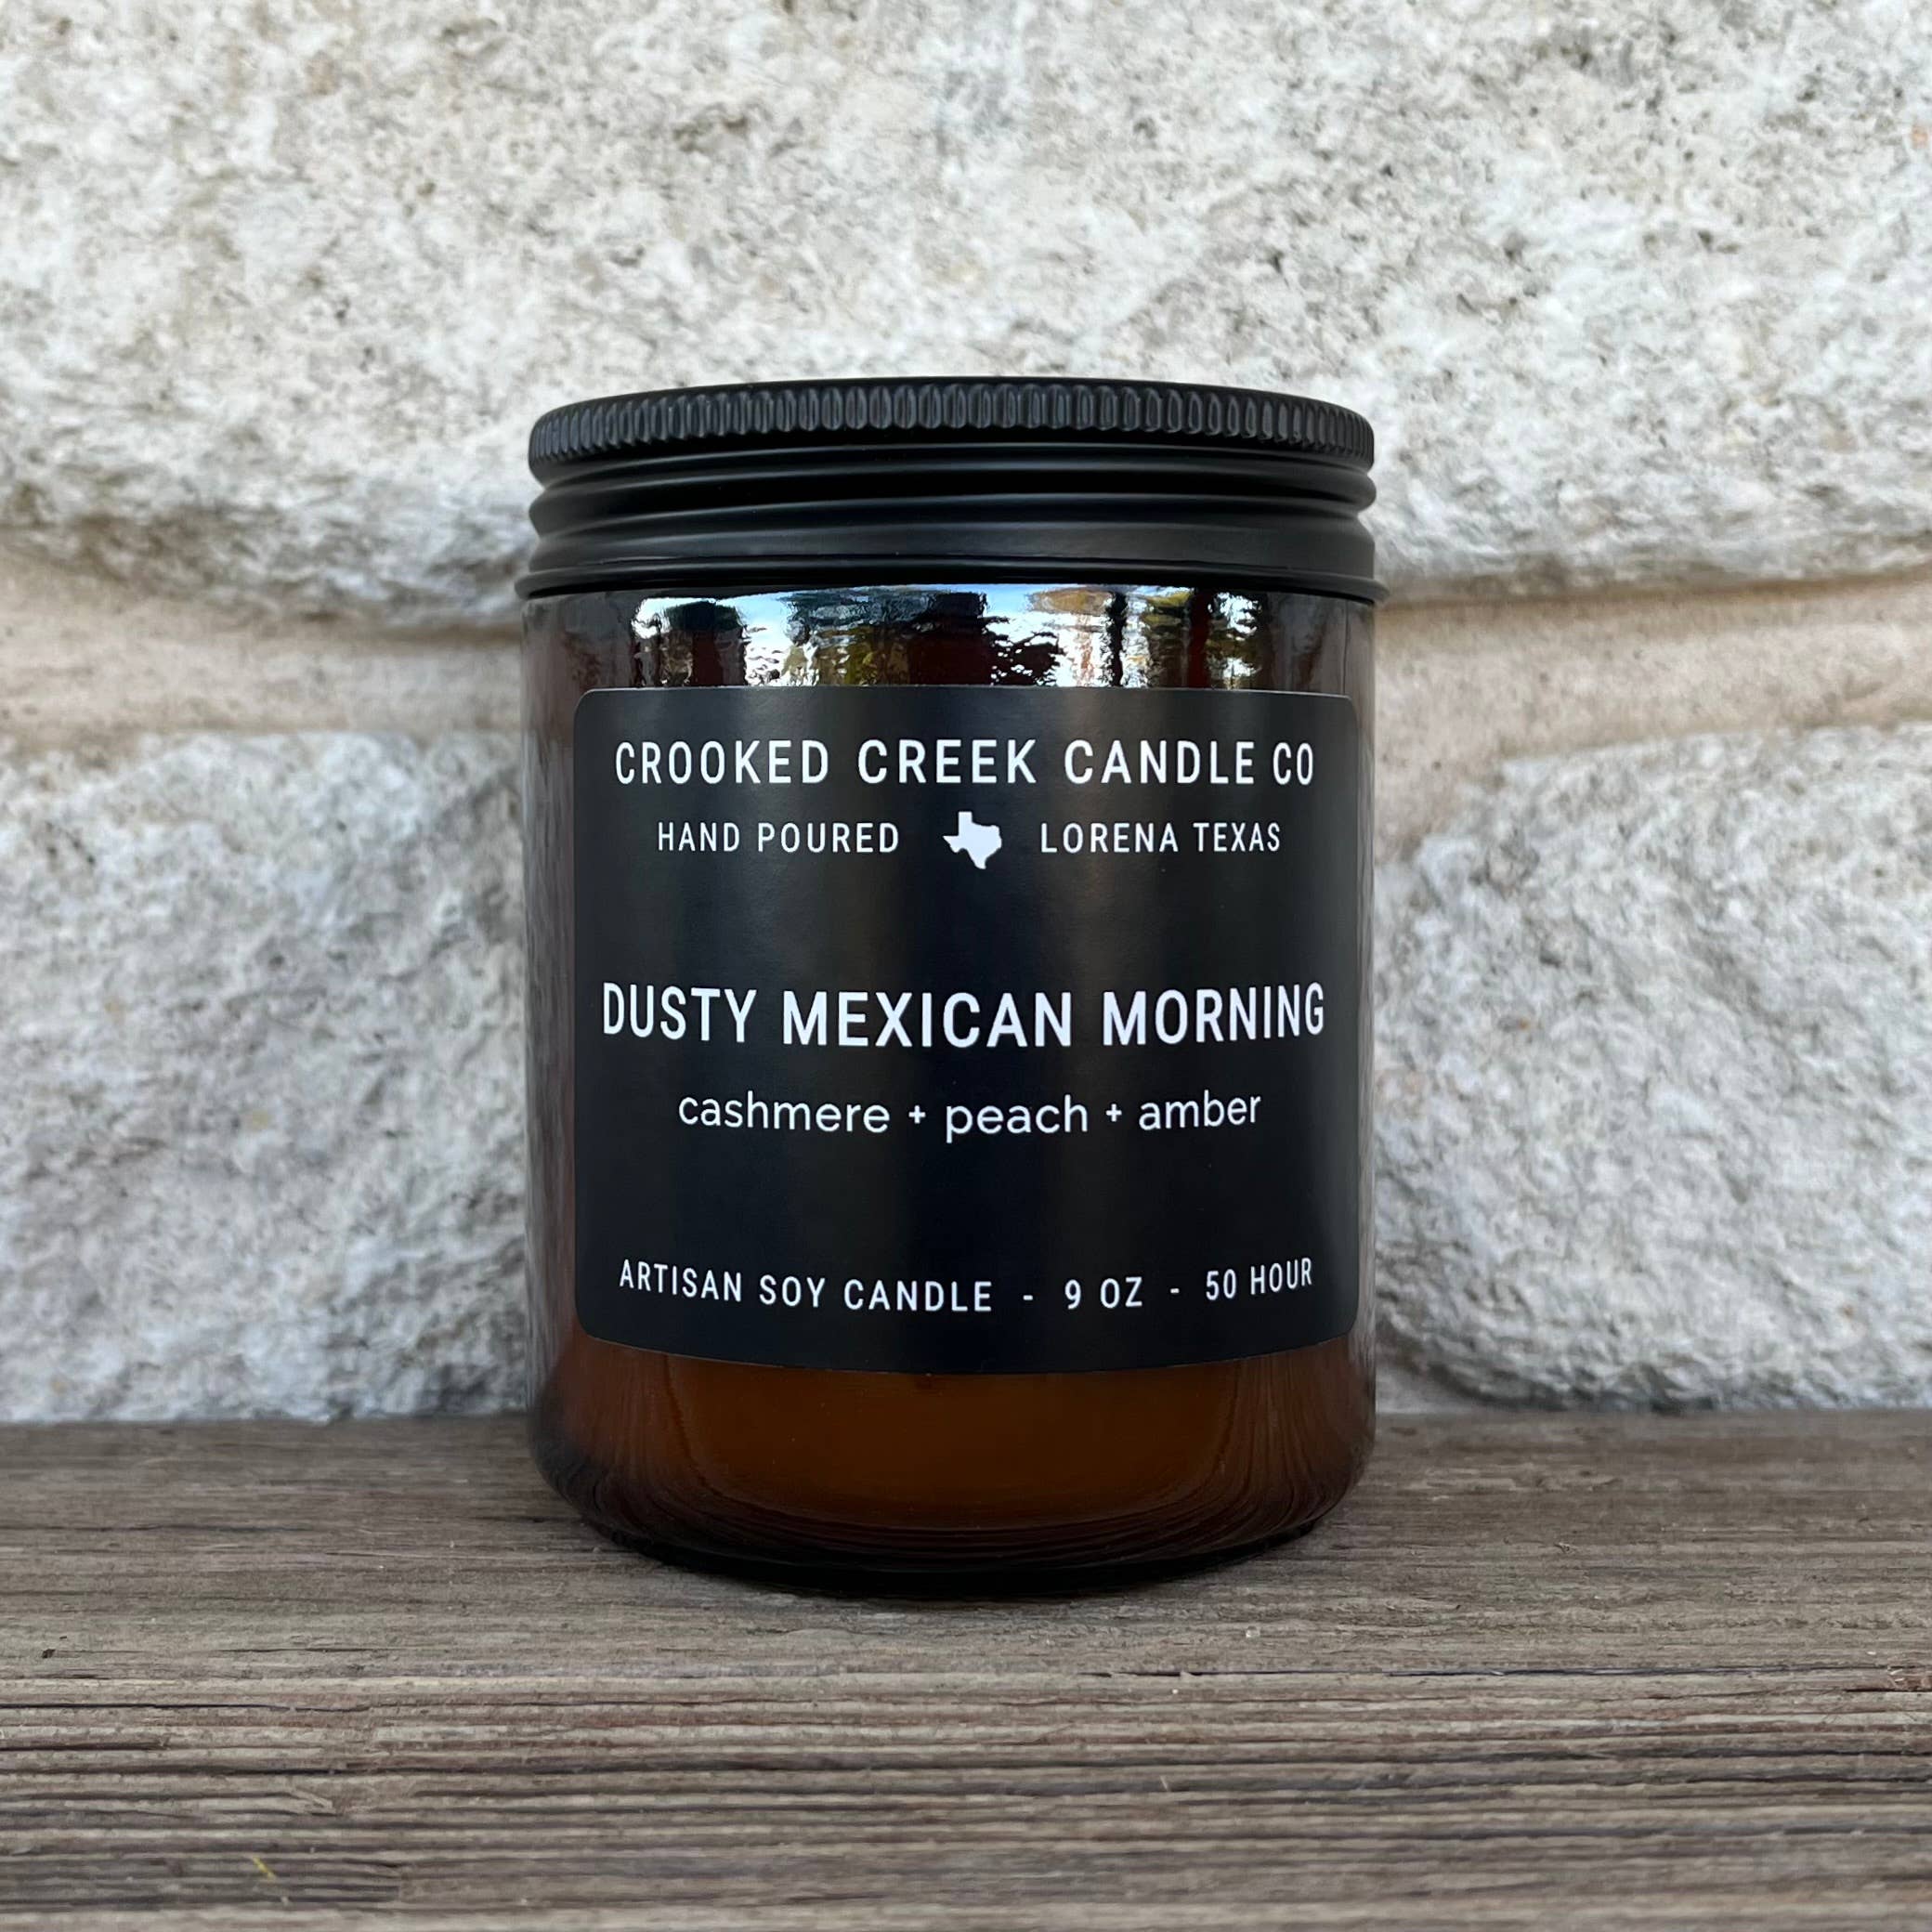 CROOKED CREEK CANDLE CO
HAND POURED LORENA TEXAS
DUSTY MEXICAN MORNING
cashmere + peach + amber
ARTISAN SOY CANDLE - 9 OZ - 50 HOUR